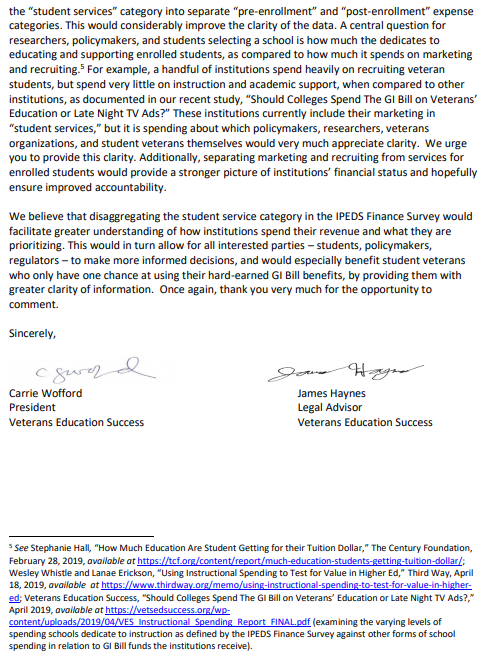 the “student services” category into separate “pre-enrollment” and “post-enrollment” expense
categories. This would considerably improve the clarity of the data. A central question for
researchers, policymakers, and students selecting a school is how much the dedicates to
educating and supporting enrolled students, as compared to how much it spends on marketing
and recruiting.⁵ For example, a handful of institutions spend heavily on recruiting veteran
students, but spend very little on instruction and academic support, when compared to other
institutions, as documented in our recent study, “Should Colleges Spend The GI Bill on Veterans’
Education or Late Night TV Ads?” These institutions currently include their marketing in
“student services,” but it is spending about which policymakers, researchers, veterans
organizations, and student veterans themselves would very much appreciate clarity.  We urge
you to provide this clarity. Additionally, separating marketing and recruiting from services for
enrolled students would provide a stronger picture of institutions’ financial status and hopefully
ensure improved accountability.
We believe that disaggregating the student service category in the IPEDS Finance Survey would
facilitate greater understanding of how institutions spend their revenue and what they are
prioritizing. This would in turn allow for all interested parties – students, policymakers,
regulators – to make more informed decisions, and would especially benefit student veterans
who only have one chance at using their hard-earned GI Bill benefits, by providing them with
greater clarity of information.  Once again, thank you very much for the opportunity to
comment.
Sincerely,
Carrie Wofford James Haynes
President Legal Advisor
Veterans Education Success Veterans Education Success
⁵ See Stephanie Hall, “How Much Education Are Student Getting for their Tuition Dollar,” The Century Foundation,
February 28, 2019, available at https://tcf.org/content/report/much-education-students-getting-tuition-dollar/;
Wesley Whistle and Lanae Erickson, “Using Instructional Spending to Test for Value in Higher Ed,” Third Way, April
18, 2019, available  at https://www.thirdway.org/memo/using-instructional-spending-to-test-for-value-in-higher-
ed; Veterans Education Success, “Should Colleges Spend The GI Bill on Veterans’ Education or Late Night TV Ads?,”
April 2019, available at https://vetsedsuccess.org/wp-
content/uploads/2019/04/VES_Instructional_Spending_Report_FINAL.pdf (examining the varying levels of
spending schools dedicate to instruction as defined by the IPEDS Finance Survey against other forms of school
spending in relation to GI Bill funds the institutions receive).